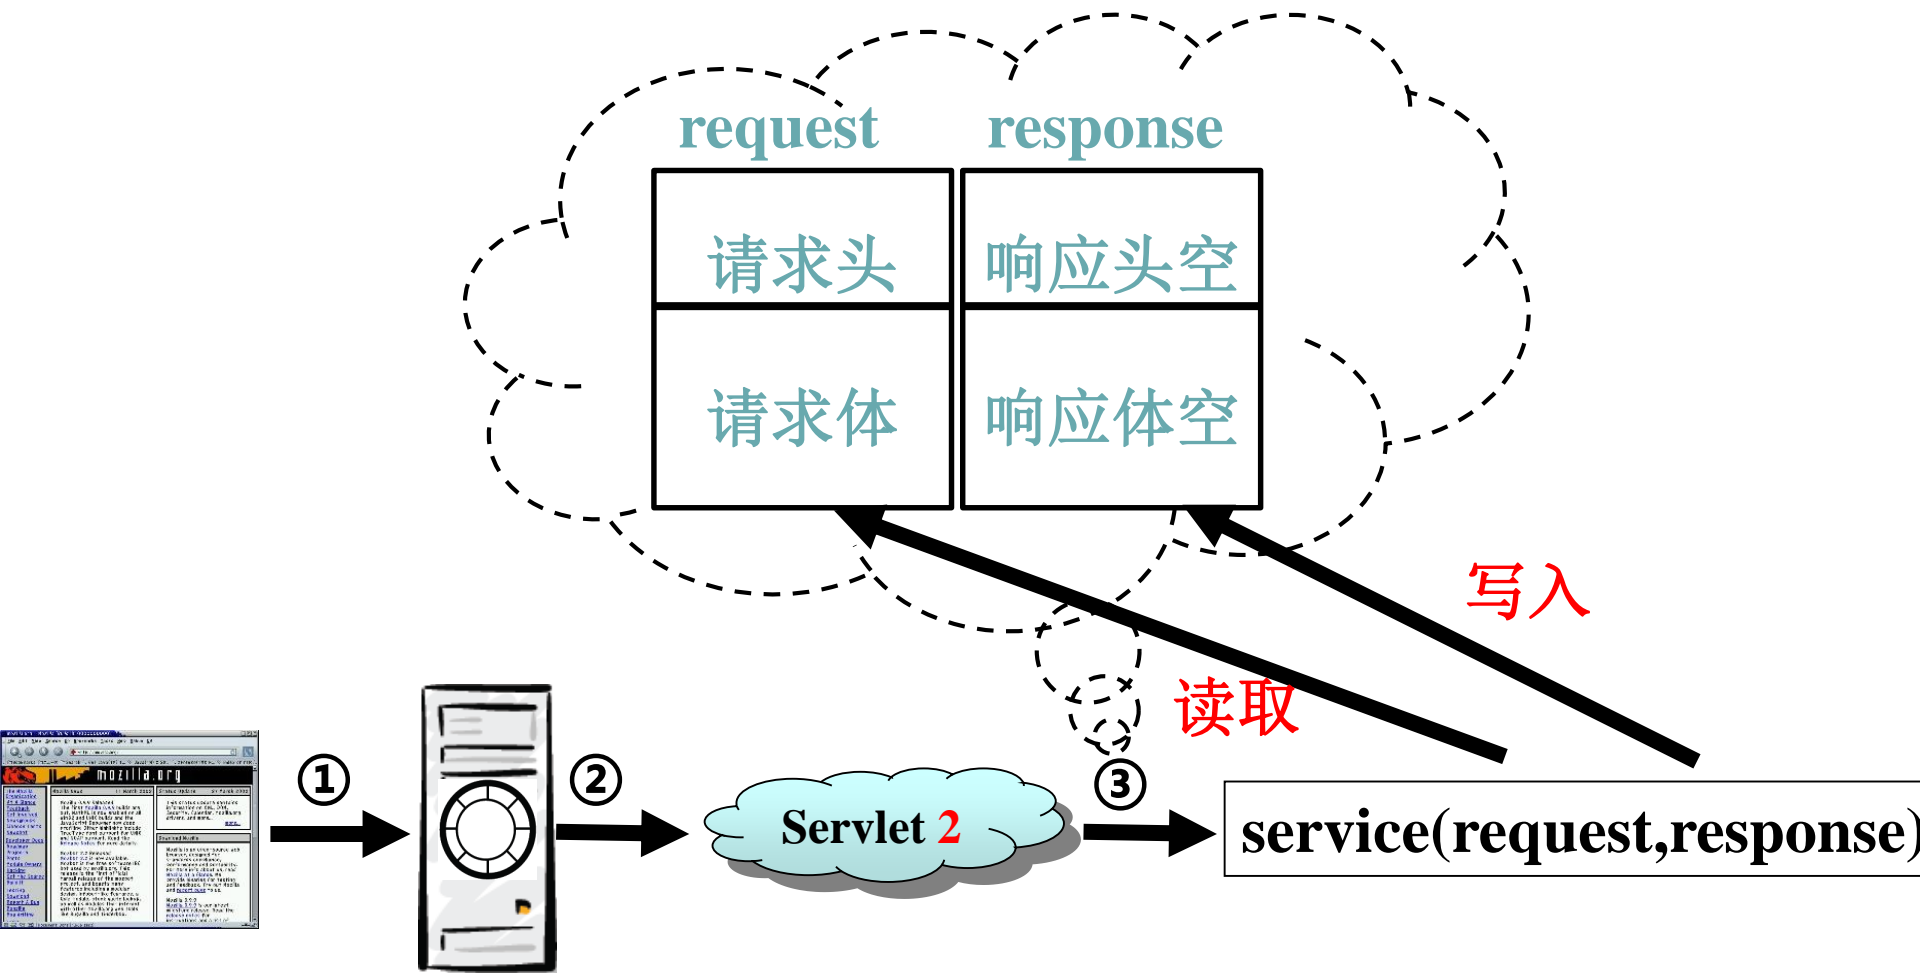 request response
请求头 响应头空
请求体 响应体空
写入
读取
① ② ③
mozilla.org
Servlet 2
service(request,response)